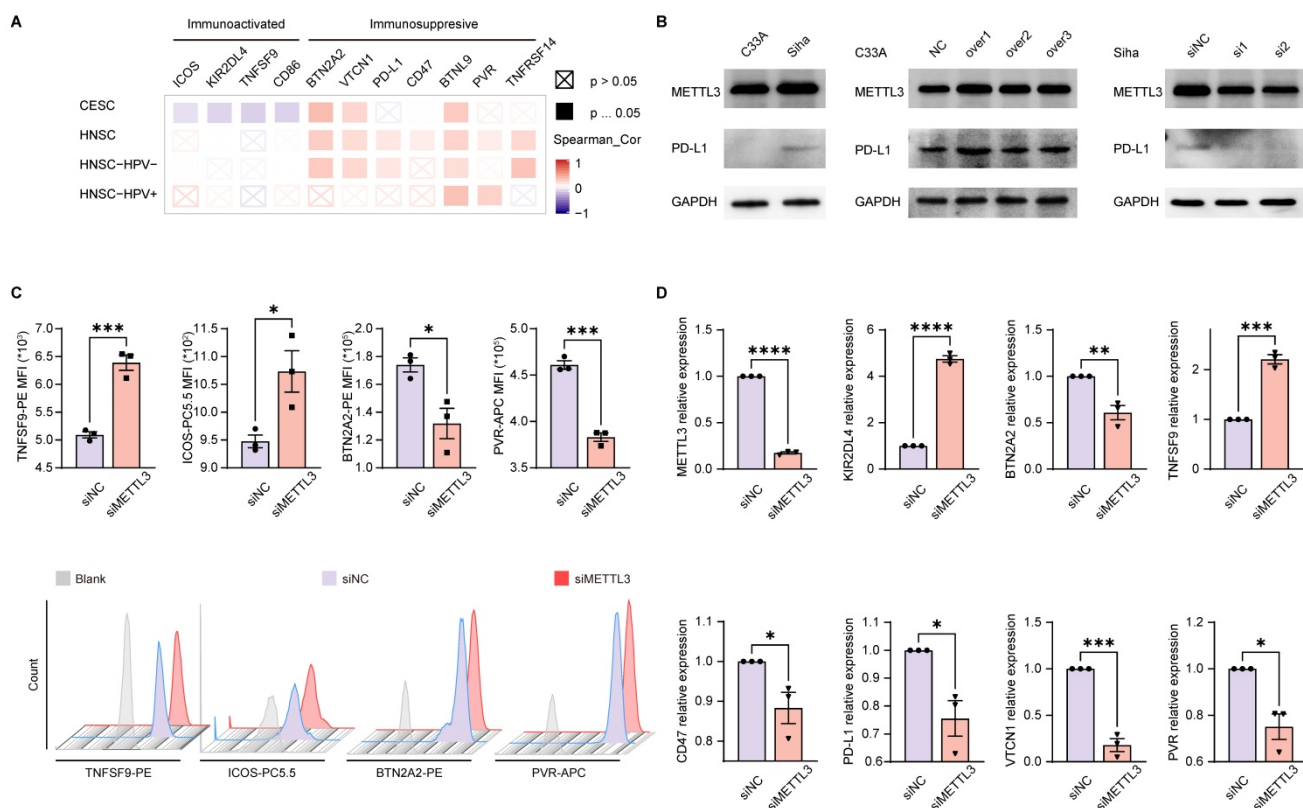 A
Immunoactivated
Immunosuppresive
ICOS
KIR2DL4
TNFSF9
CD86
BTN2A2
VTCN1
PD-L1
CD47
BTNL9
PVR
TNFRSF14
CESC
HNSC
HNSC-HPV-
HNSC-HPV+
p > 0.05
p ... 0.05
Spearman_Cor
1
0
-1
B
C33A
Siha
METTL3
PD-L1
GAPDH
C33A
NC
over1
over2
over3
METTL3
PD-L1
GAPDH
Siha
siNC
si1
si2
METTL3
PD-L1
GAPDH
C
TNFSF9-PE MFI (*10³)
7.0
6.5
6.0
5.5
5.0
4.5
***
siNC
siMETTL3
ICOS-PC5.5 MFI (*10²)
11.5
11.0
10.5
10.0
9.5
9.0
*
siNC
siMETTL3
BTN2A2-PE MFI (*10⁵)
2.0
1.8
1.6
1.4
1.2
1.0
*
siNC
siMETTL3
PVR-APC MFI (*10⁵)
5.0
4.5
4.0
3.5
***
siNC
siMETTL3
Blank
siNC
siMETTL3
Count
TNFSF9-PE
ICOS-PC5.5
BTN2A2-PE
PVR-APC
D
METTL3 relative expression
1.5
1.0
0.5
0.0
****
siNC
siMETTL3
KIR2DL4 relative expression
6
4
2
0
****
siNC
siMETTL3
BTN2A2 relative expression
1.5
1.0
0.5
0.0
**
siNC
siMETTL3
TNFSF9 relative expression
2
1
0
***
siNC
siMETTL3
CD47 relative expression
1.1
1.0
0.9
0.8
*
siNC
siMETTL3
PD-L1 relative expression
1.1
1.0
0.9
0.8
0.7
0.6
*
siNC
siMETTL3
VTCN1 relative expression
1.5
1.0
0.5
0.0
***
siNC
siMETTL3
PVR relative expression
1.2
1.0
0.8
0.6
*
siNC
siMETTL3